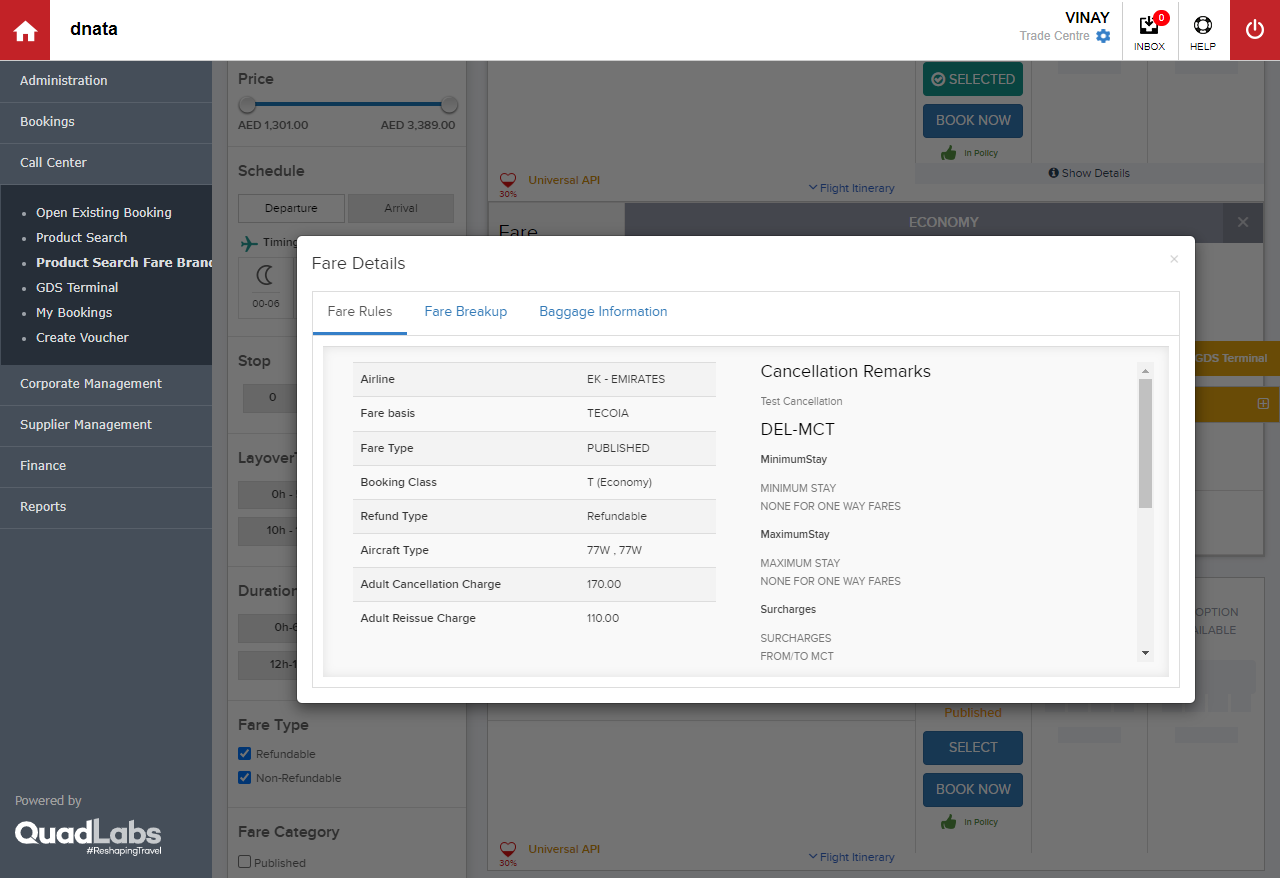 dnata
VINAY
Trade Centre
0
INBOX
HELP
Administration
Bookings
Call Center
Open Existing Booking
Product Search
Product Search Fare Bran
GDS Terminal
My Bookings
Create Voucher
Corporate Management
Supplier Management
Finance
Reports
Powered by
QuadLabs
#ReshapingTravel
Price
AED 1,301.00 AED 3,389.00
Schedule
Departure Arrival
Timing
00-06
Stop
0
Layover
0h -
10h -
Duration
0h-6
12h-1
Fare Type
Refundable
Non-Refundable
Fare Category
Published
SELECTED
BOOK NOW
In Policy
30%
Universal API
Flight Itinerary
Show Details
Fare
ECONOMY
×
Fare Details
×
Fare Rules Fare Breakup Baggage Information
Airline EK - EMIRATES
Fare basis TECOIA
Fare Type PUBLISHED
Booking Class T (Economy)
Refund Type Refundable
Aircraft Type 77W , 77W
Adult Cancellation Charge 170.00
Adult Reissue Charge 110.00
Cancellation Remarks
Test Cancellation
DEL-MCT
MinimumStay
MINIMUM STAY
NONE FOR ONE WAY FARES
MaximumStay
MAXIMUM STAY
NONE FOR ONE WAY FARES
Surcharges
SURCHARGES
FROM/TO MCT
GDS Terminal
OPTION
AILABLE
Published
SELECT
BOOK NOW
In Policy
30%
Universal API
Flight Itinerary